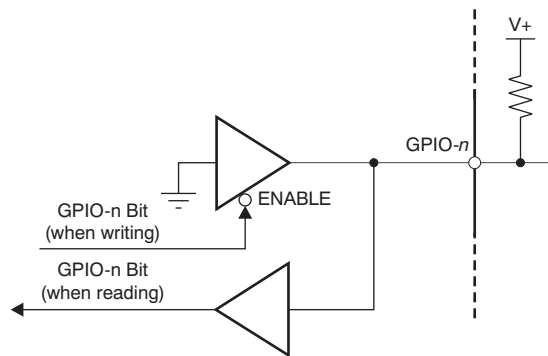 V+
GPIO-n
ENABLE
GPIO-n Bit
(when writing)
GPIO-n Bit
(when reading)